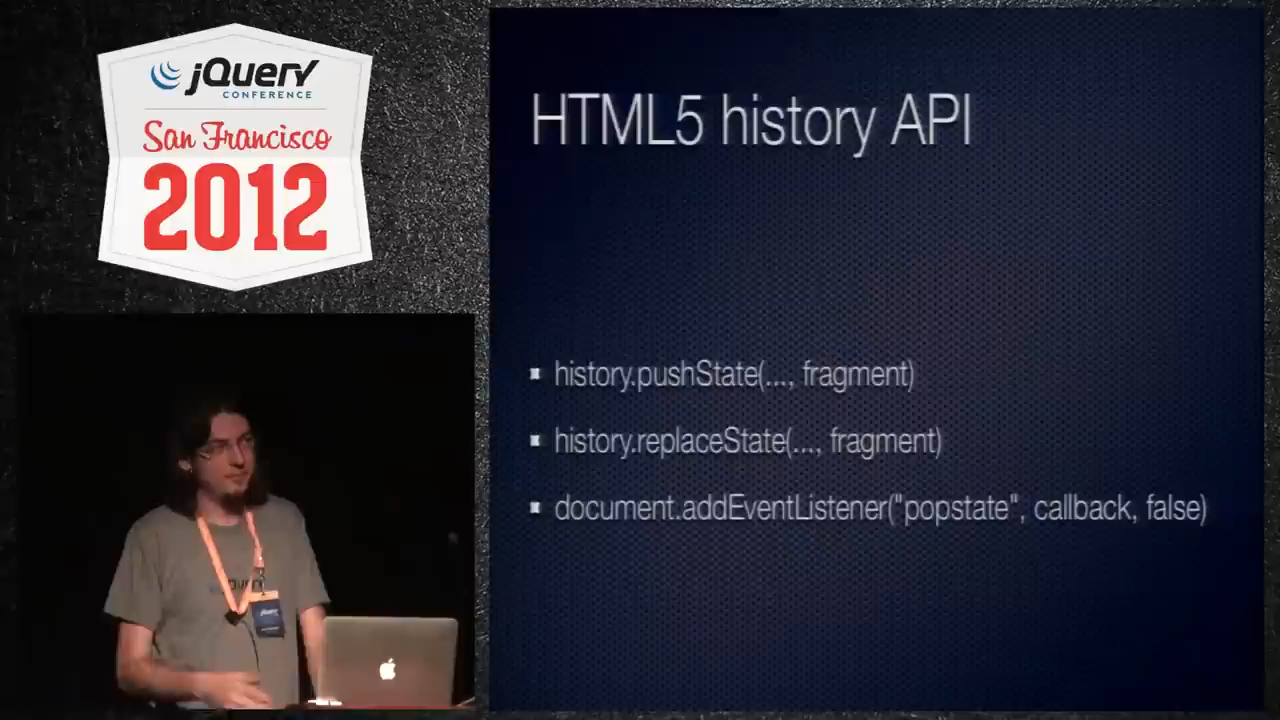 jQuery
CONFERENCE
San Francisco
2012
HTML5 history API
▪ history.pushState(..., fragment)
▪ history.replaceState(..., fragment)
▪ document.addEventListener("popstate", callback, false)